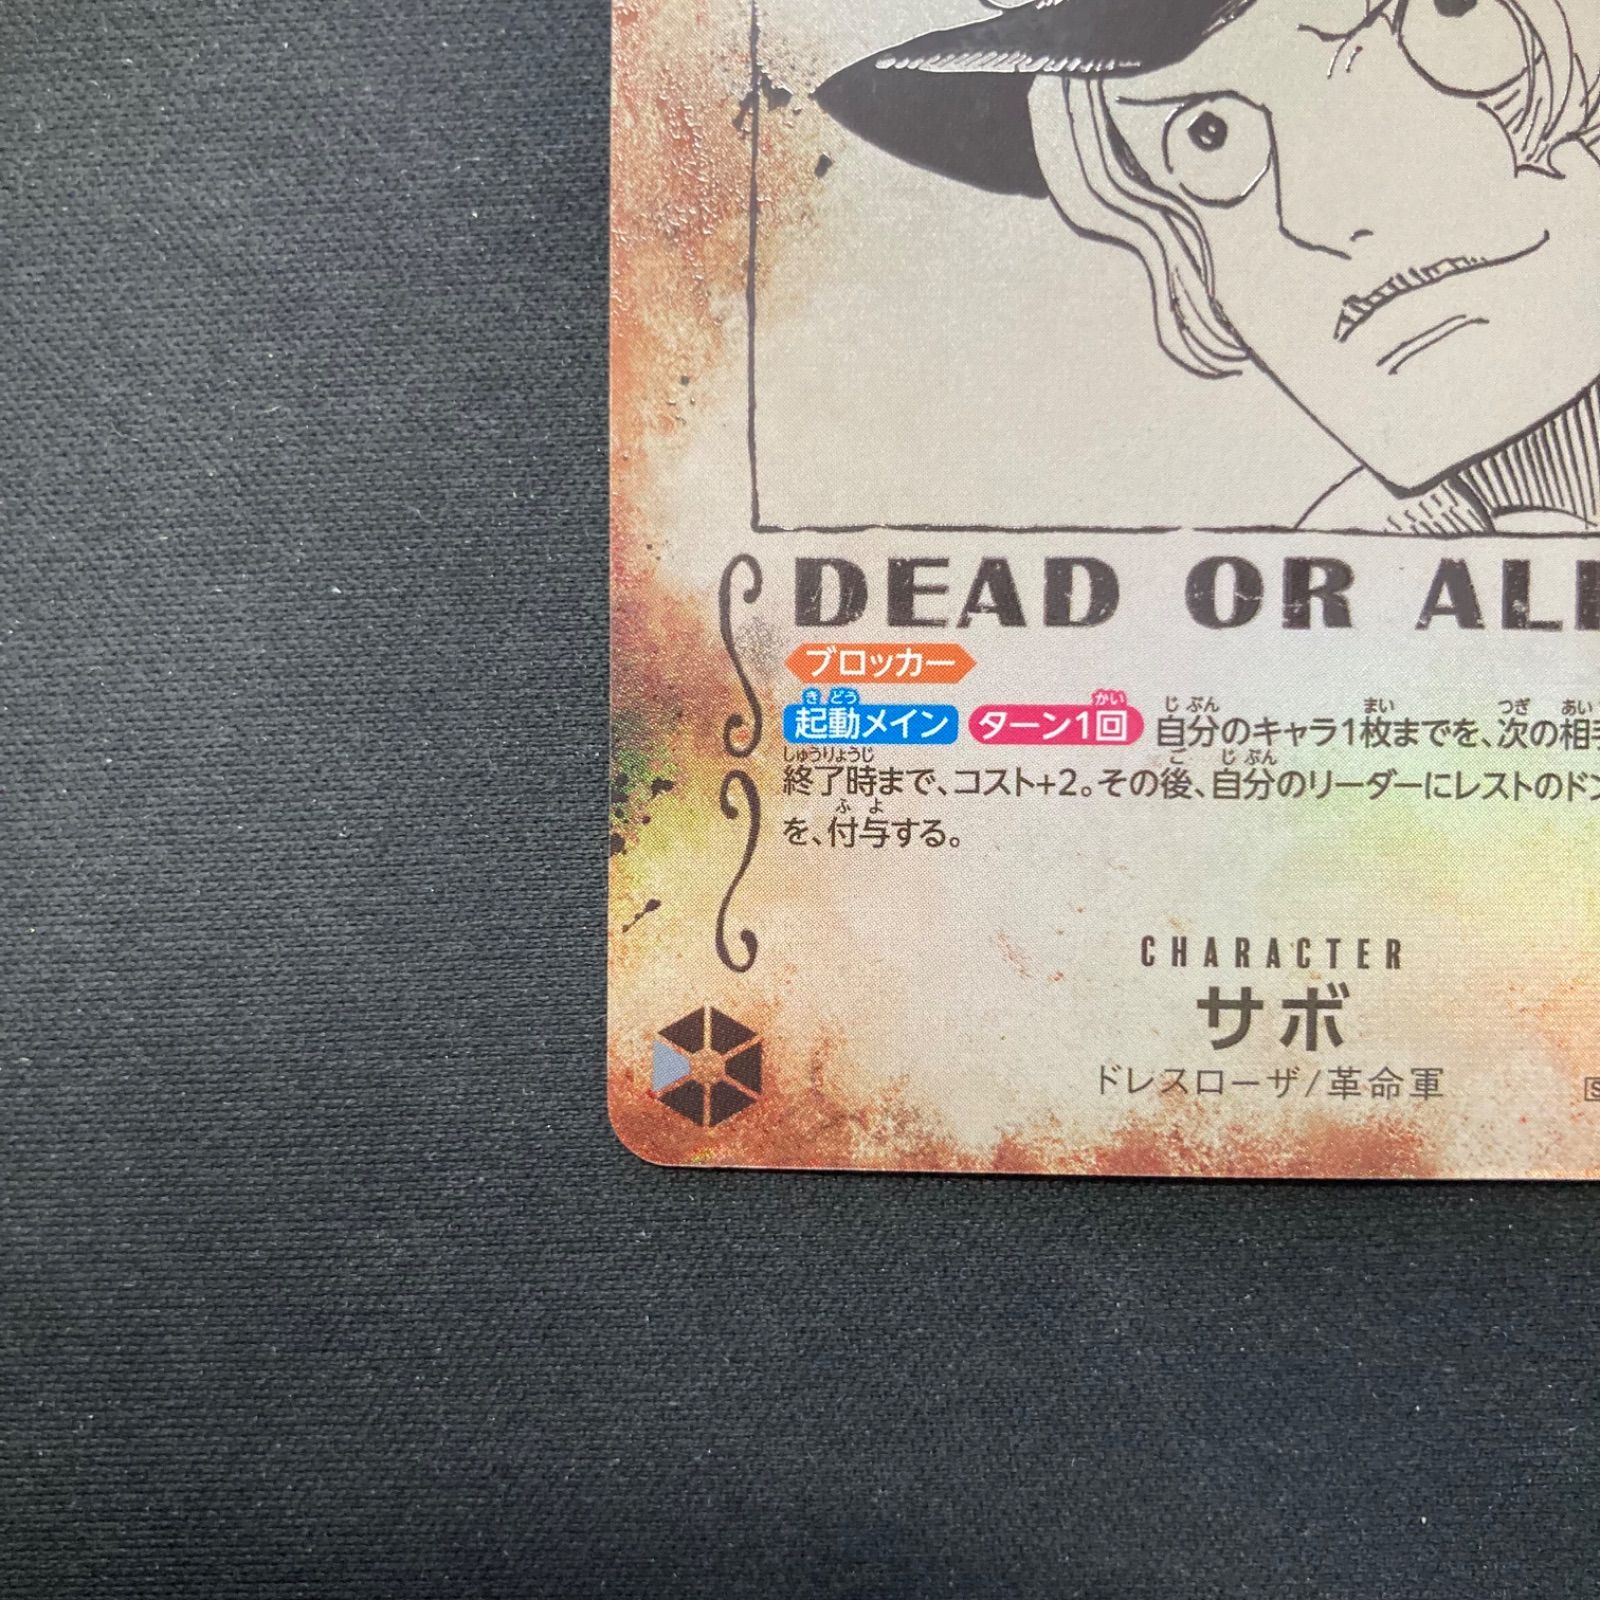 DEAD OR ALI
ブロッカー
起動メイン ターン1回 自分のキャラ1枚までを、次の相手
終了時まで、コスト+2。その後、自分のリーダーにレストのドン
を、付与する。
CHARACTER
サボ
ドレスローザ/革命軍